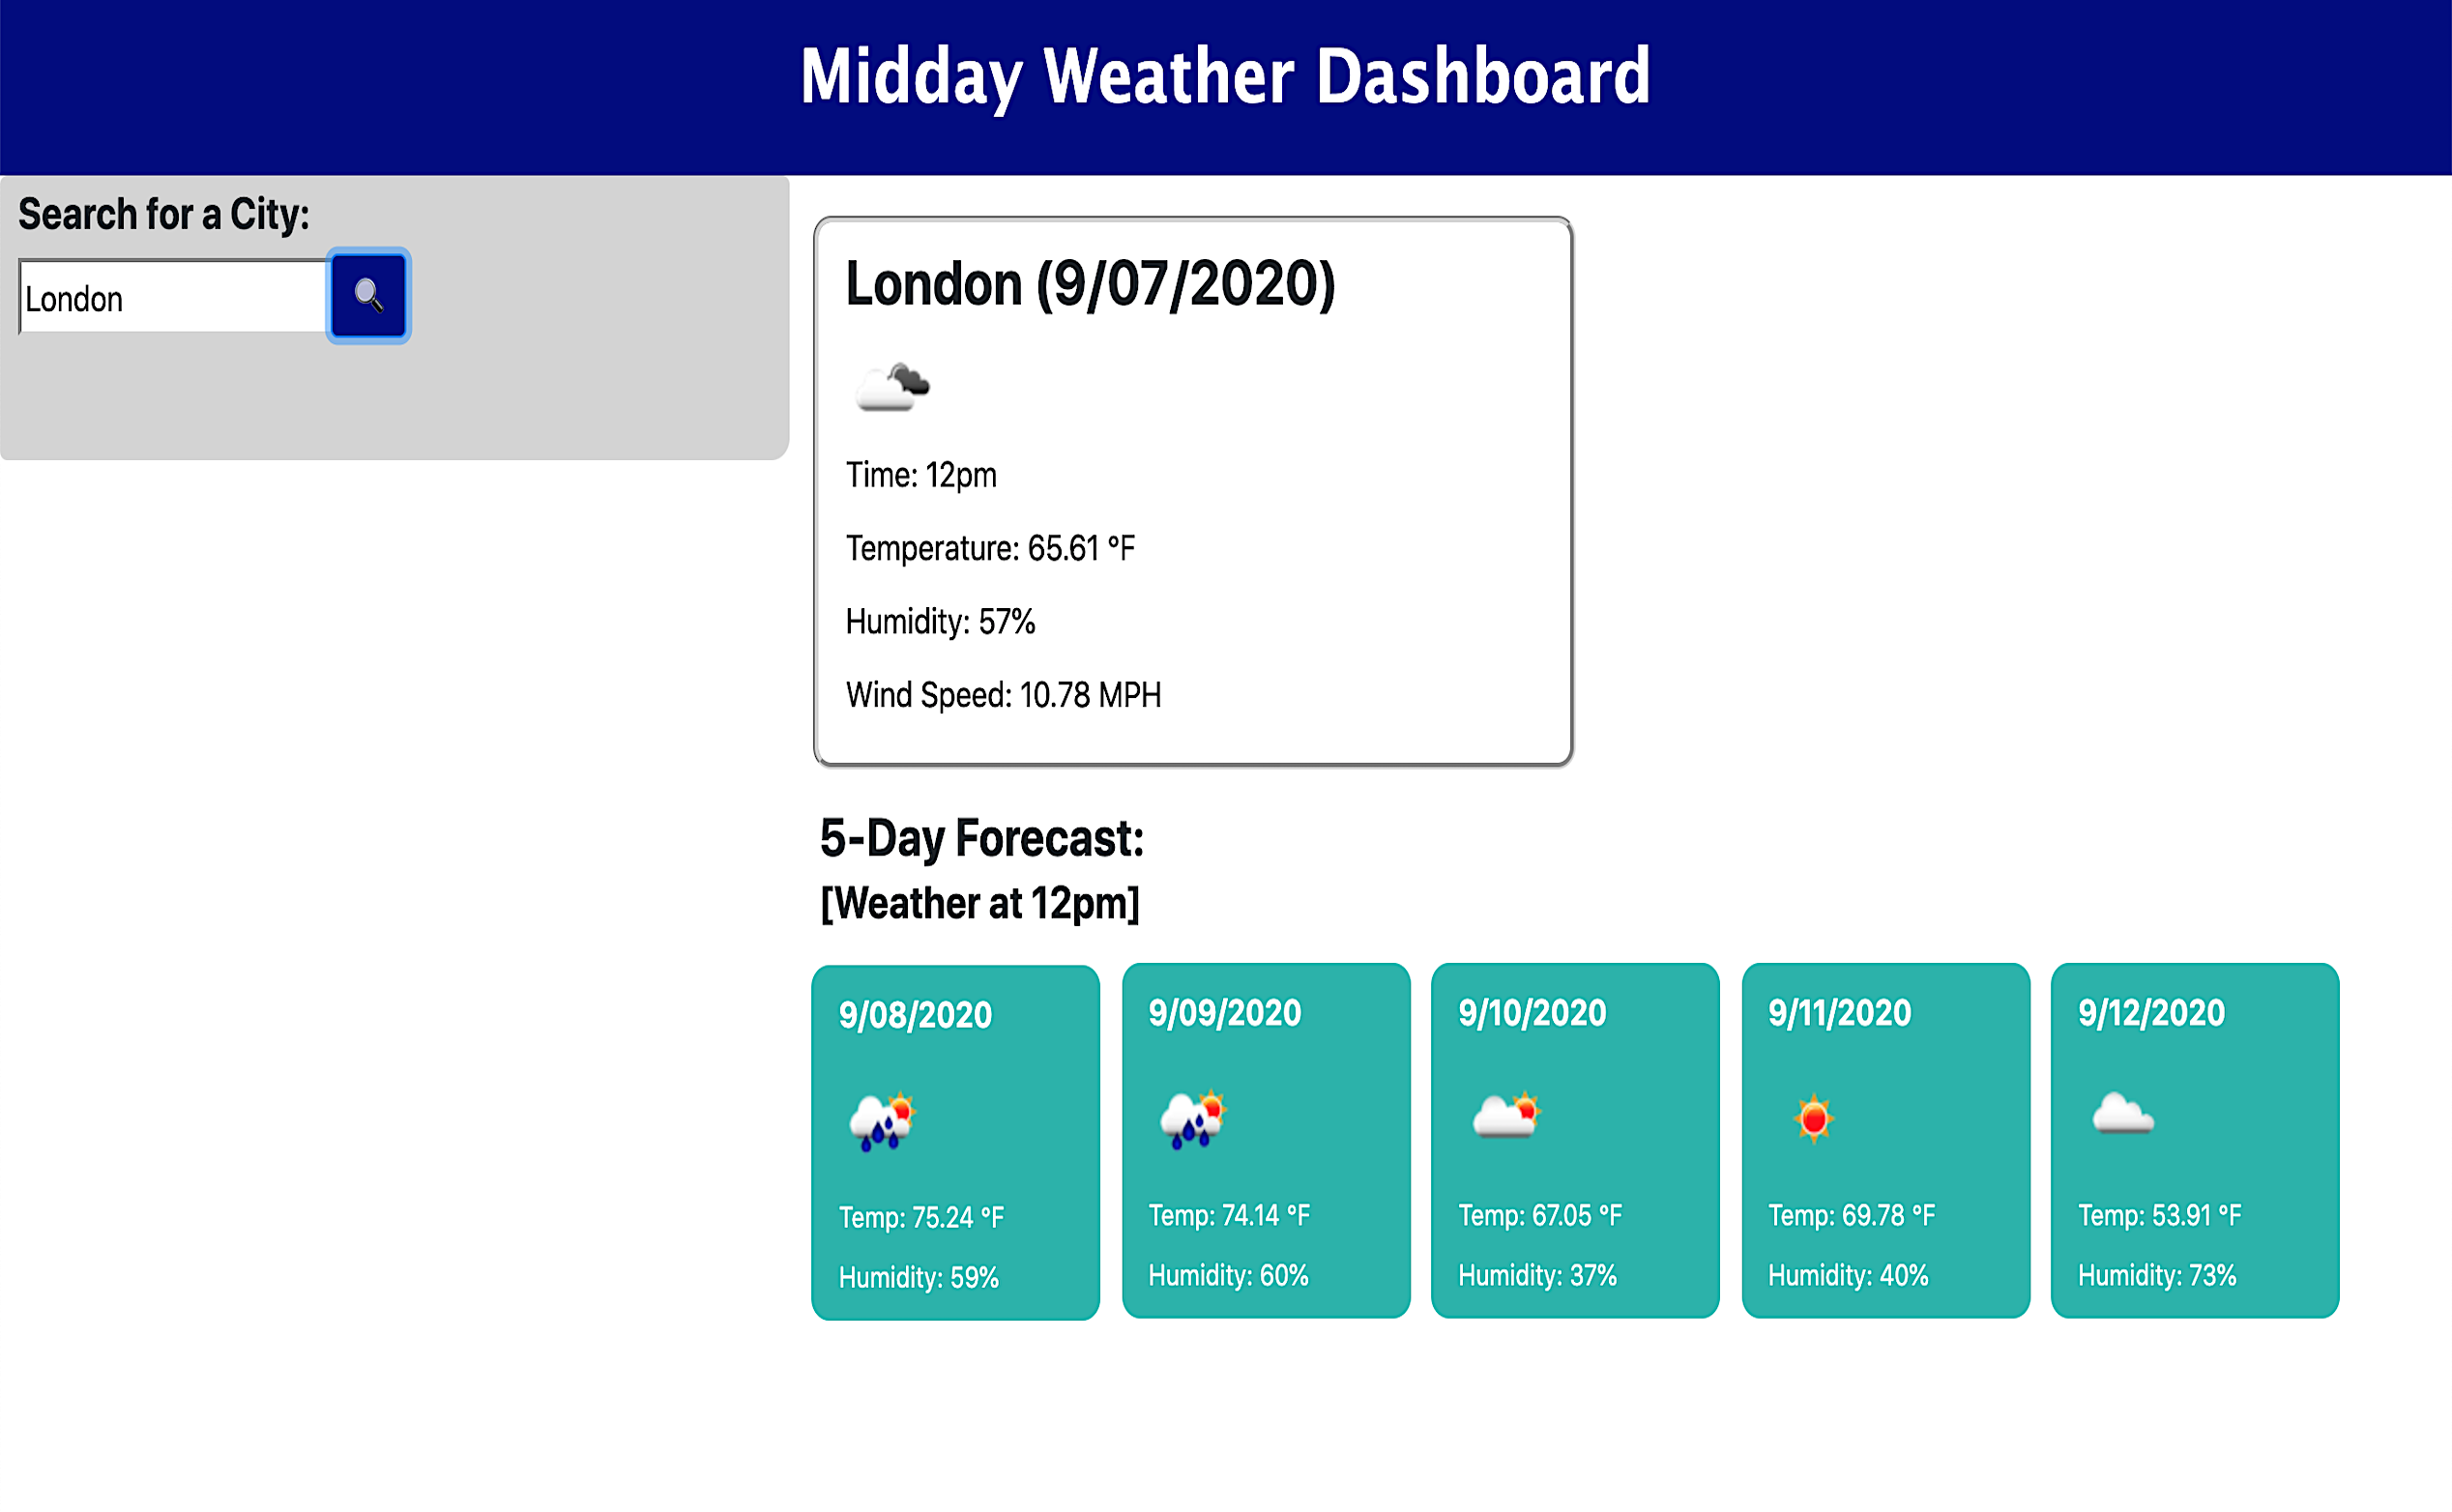 Midday Weather Dashboard
Search for a City:
London
London (9/07/2020)
Time: 12pm
Temperature: 65.61 °F
Humidity: 57%
Wind Speed: 10.78 MPH
5-Day Forecast:
[Weather at 12pm]
9/08/2020
Temp: 75.24 °F
Humidity: 59%
9/09/2020
Temp: 74.14 °F
Humidity: 60%
9/10/2020
Temp: 67.05 °F
Humidity: 37%
9/11/2020
Temp: 69.78 °F
Humidity: 40%
9/12/2020
Temp: 53.91 °F
Humidity: 73%